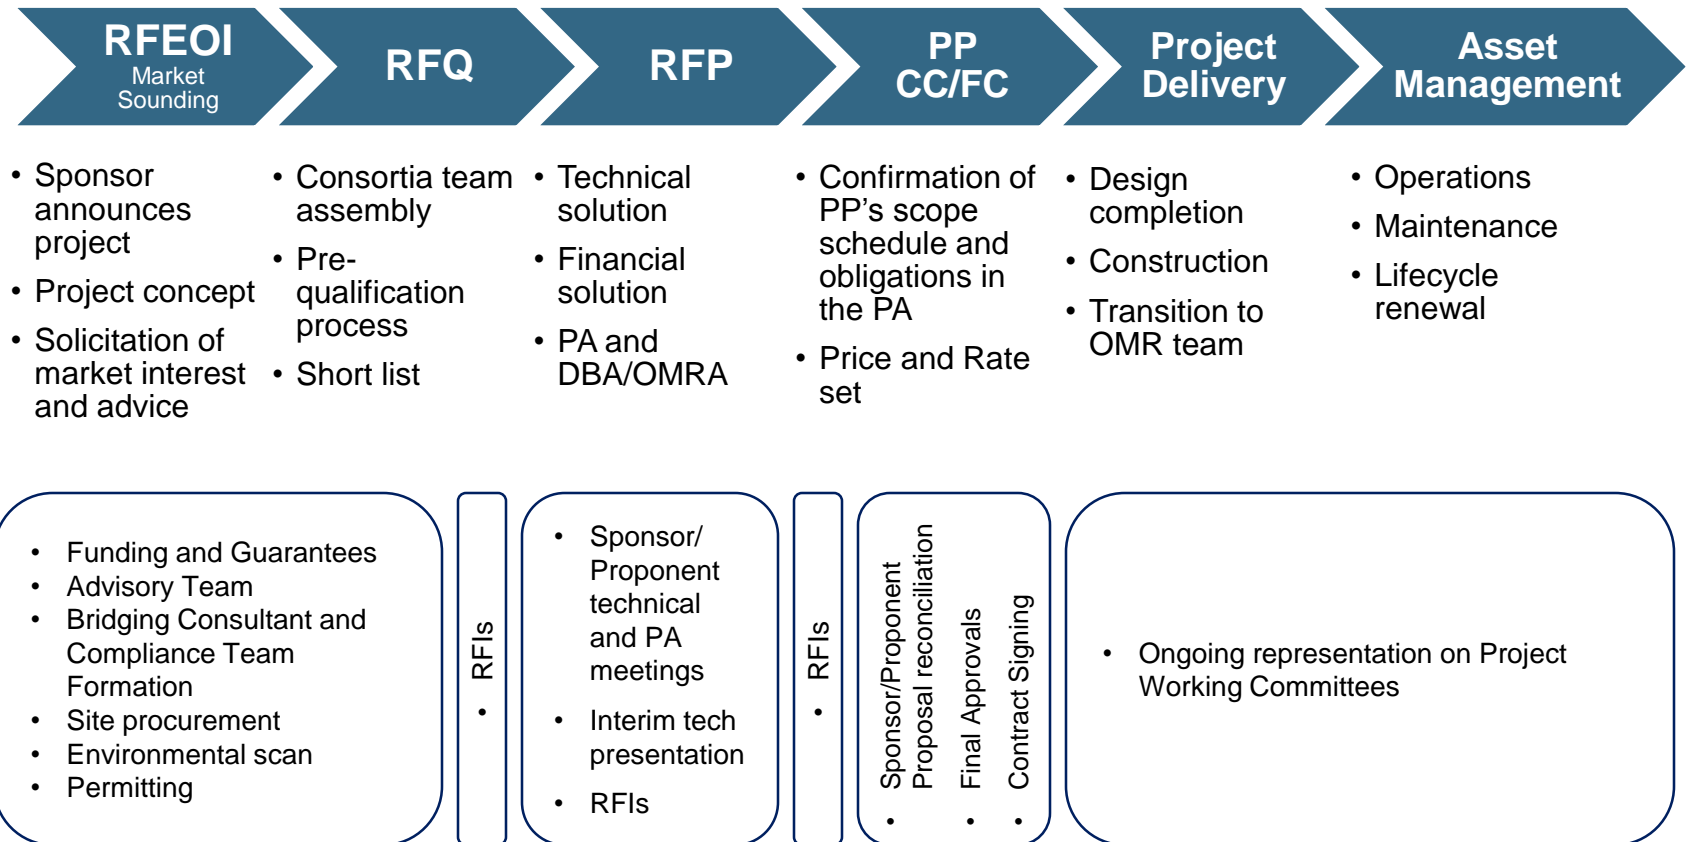 RFEOI
Market
Sounding
RFQ
RFP
PP
CC/FC
Project
Delivery
Asset
Management
• Sponsor
announces
project
• Project concept
• Solicitation of
market interest
and advice
• Consortia team
assembly
• Pre-
qualification
process
• Short list
• Technical
solution
• Financial
solution
• PA and
DBA/OMRA
• Confirmation of
PP’s scope
schedule and
obligations in
the PA
• Price and Rate
set
• Design
completion
• Construction
• Transition to
OMR team
• Operations
• Maintenance
• Lifecycle
renewal
• Funding and Guarantees
• Advisory Team
• Bridging Consultant and
Compliance Team
Formation
• Site procurement
• Environmental scan
• Permitting
• RFIs
• Sponsor/
Proponent
technical
and PA
meetings
• Interim tech
presentation
• RFIs
• RFIs
• Sponsor/Proponent
Proposal reconciliation
• Final Approvals
• Contract Signing
• Ongoing representation on Project
Working Committees